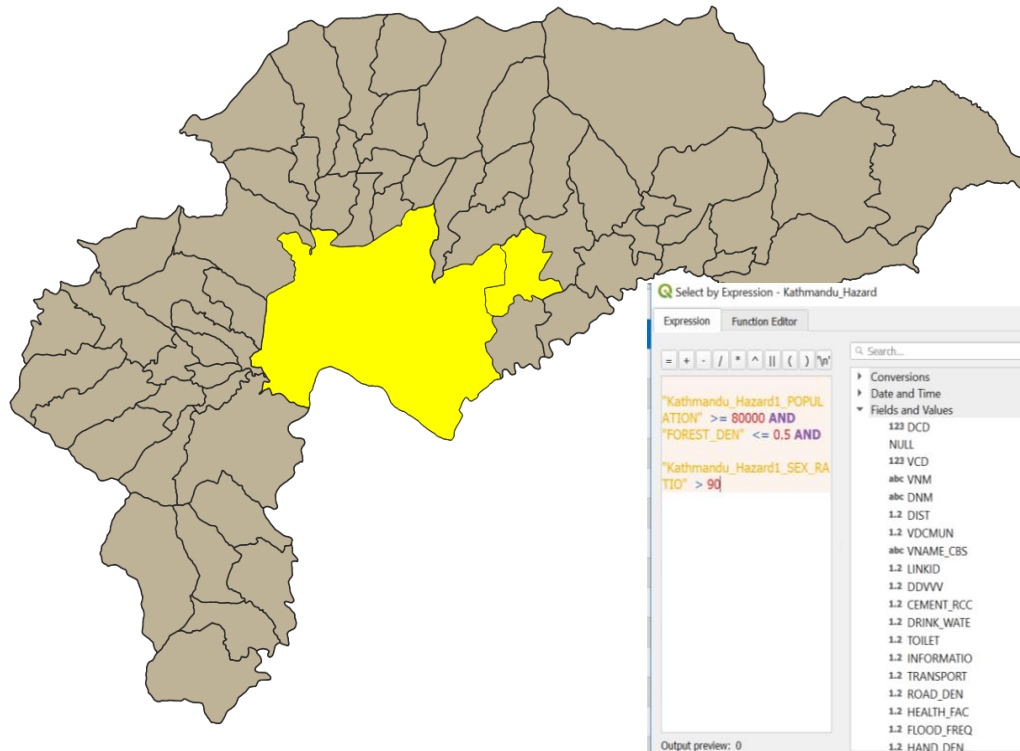 Select by Expression - Kathmandu_Hazard
Expression Function Editor
= + - / * ^ || ( ) '\n'
"Kathmandu_Hazard1_POPUL
ATION" >= 80000 AND
"FOREST_DEN" <= 0.5 AND
"Kathmandu_Hazard1_SEX_RA
TIO" > 90
Output preview: 0
Search...
Conversions
Date and Time
Fields and Values
123 DCD
NULL
123 VCD
abc VNM
abc DNM
1.2 DIST
1.2 VDCMUN
abc VNAME_CBS
1.2 LINKID
1.2 DDVVV
1.2 CEMENT_RCC
1.2 DRINK_WATE
1.2 TOILET
1.2 INFORMATIO
1.2 TRANSPORT
1.2 ROAD_DEN
1.2 HEALTH_FAC
1.2 FLOOD_FREQ
1.2 HAND_DEN